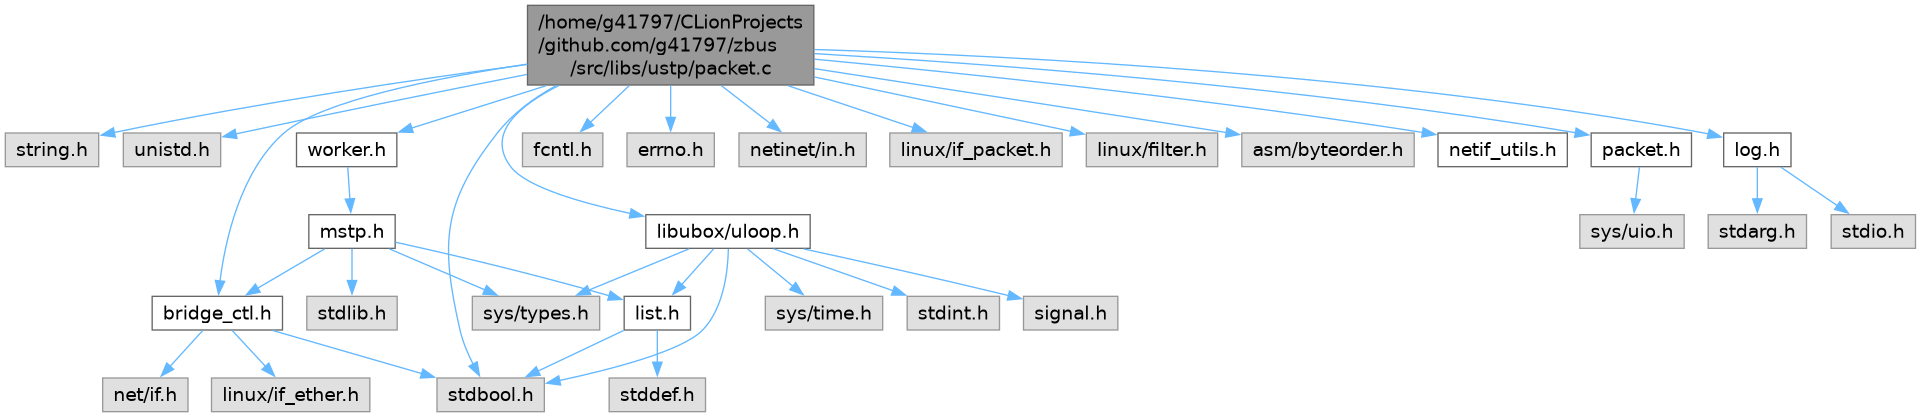 /home/g41797/CLionProjects
/github.com/g41797/zbus
/src/libs/ustp/packet.c
string.h
unistd.h
worker.h
fcntl.h
errno.h
netinet/in.h
linux/if_packet.h
linux/filter.h
asm/byteorder.h
netif_utils.h
packet.h
log.h
mstp.h
libubox/uloop.h
sys/uio.h
stdarg.h
stdio.h
bridge_ctl.h
stdlib.h
sys/types.h
list.h
sys/time.h
stdint.h
signal.h
net/if.h
linux/if_ether.h
stdbool.h
stddef.h